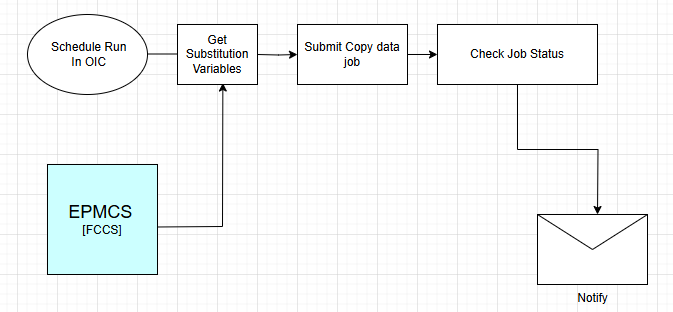 Schedule Run
In OIC
Get
Substitution
Variables
Submit Copy data
job
Check Job Status
EPMCS
[FCCS]
Notify